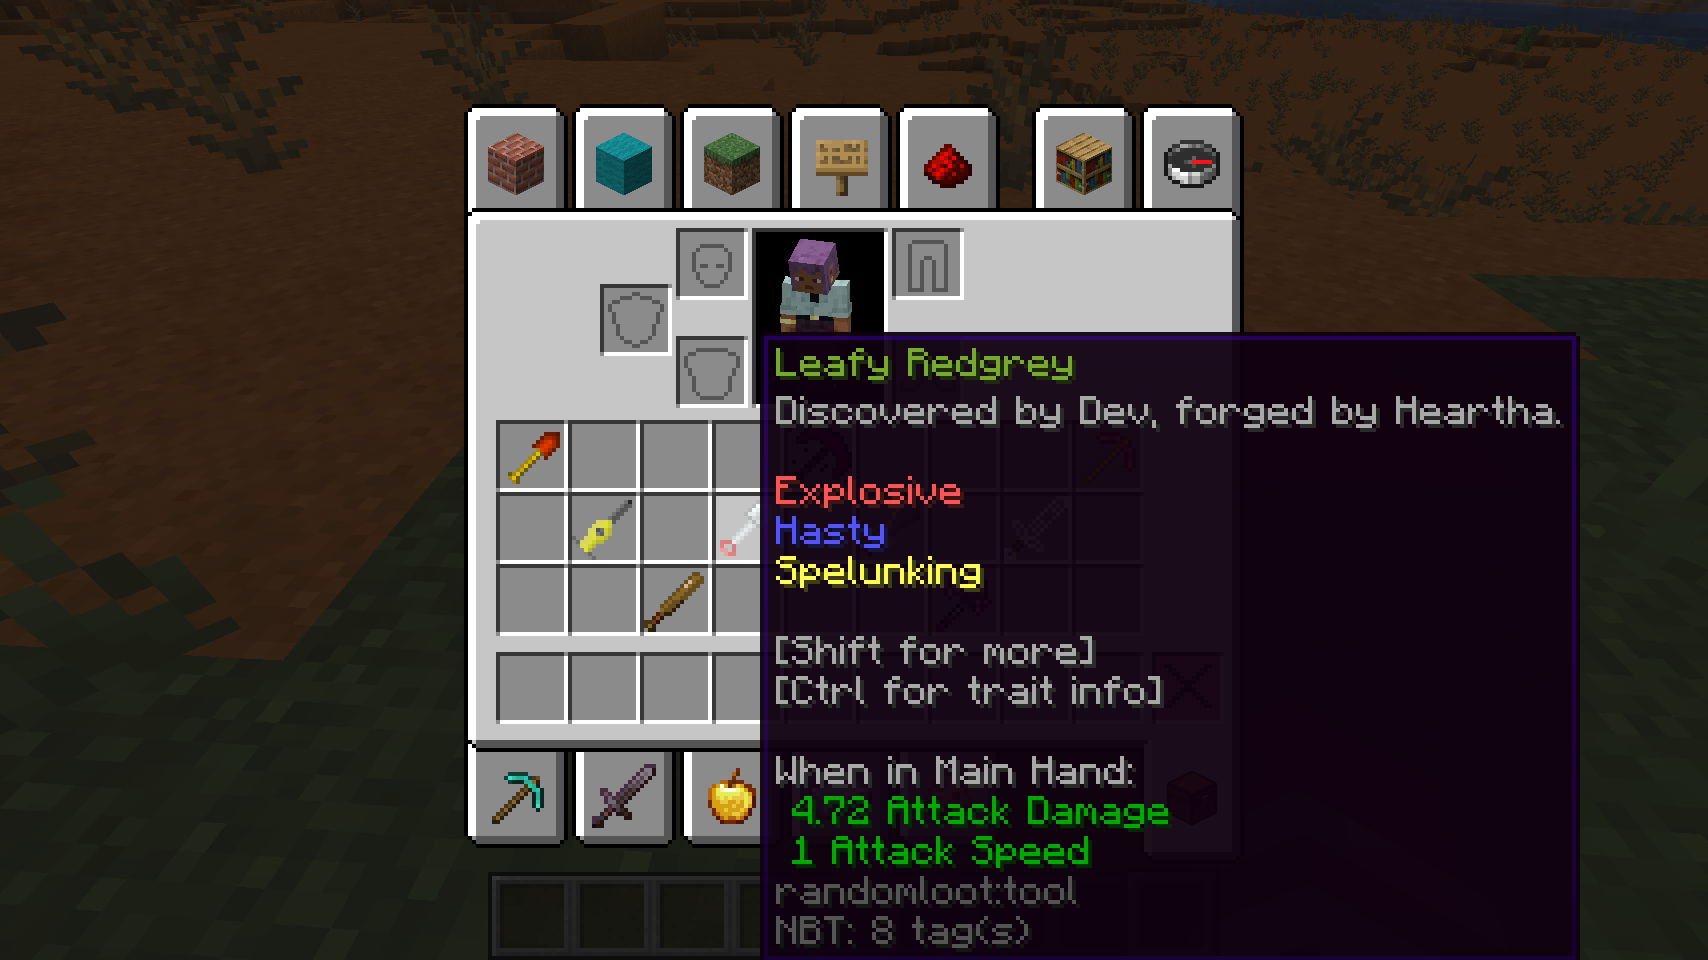 Leafy Redgrey
Discovered by Dev, forged by Heartha.
Explosive
Hasty
Spelunking
[Shift for more]
[Ctrl for trait info]
When in Main Hand:
4.72 Attack Damage
1 Attack Speed
randomloot:tool
NBT: 8 tag(s)